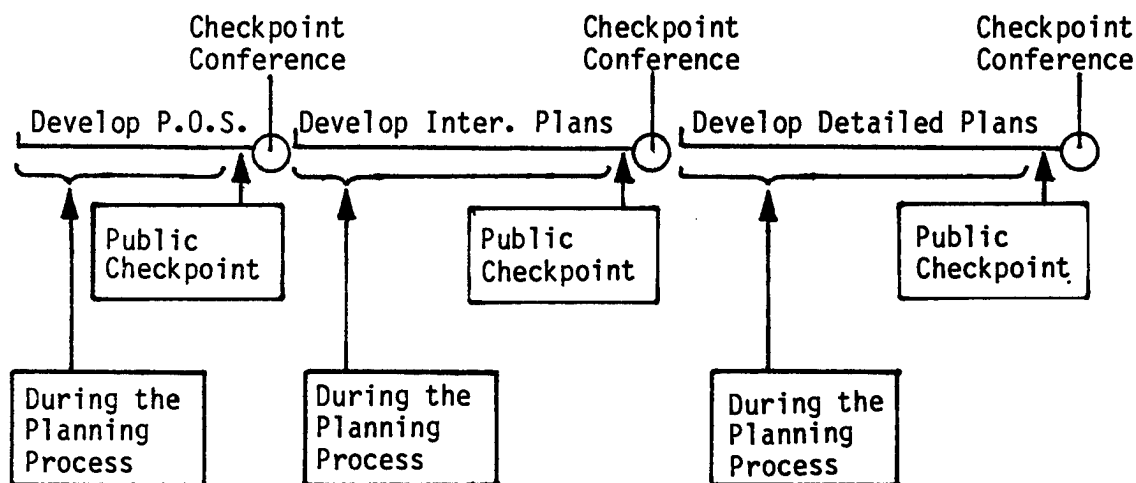 Checkpoint
Conference
Checkpoint
Conference
Checkpoint
Conference
Develop P.O.S.
Develop Inter. Plans
Develop Detailed Plans
Public
Checkpoint
Public
Checkpoint
Public
Checkpoint.
During the
Planning
Process
During the
Planning
Process
During the
Planning
Process